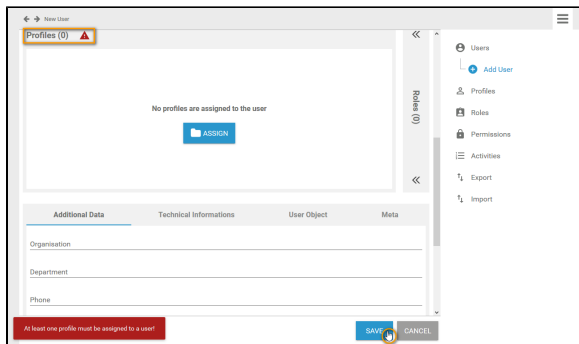 New User
Profiles (0)
No profiles are assigned to the user
ASSIGN
Roles (0)
Additional Data
Technical Informations
User Object
Meta
Organisation
Department
Phone
At least one profile must be assigned to a user!
SAVE
CANCEL
Users
Add User
Profiles
Roles
Permissions
Activities
Export
Import